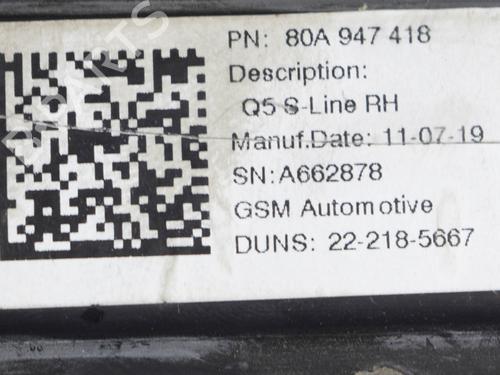 PN: 80A 947 418
Description:
Q5 S-Line RH
Manuf.Date: 11-07-19
SN:A662878
GSM Automotive
DUNS: 22-218-5667